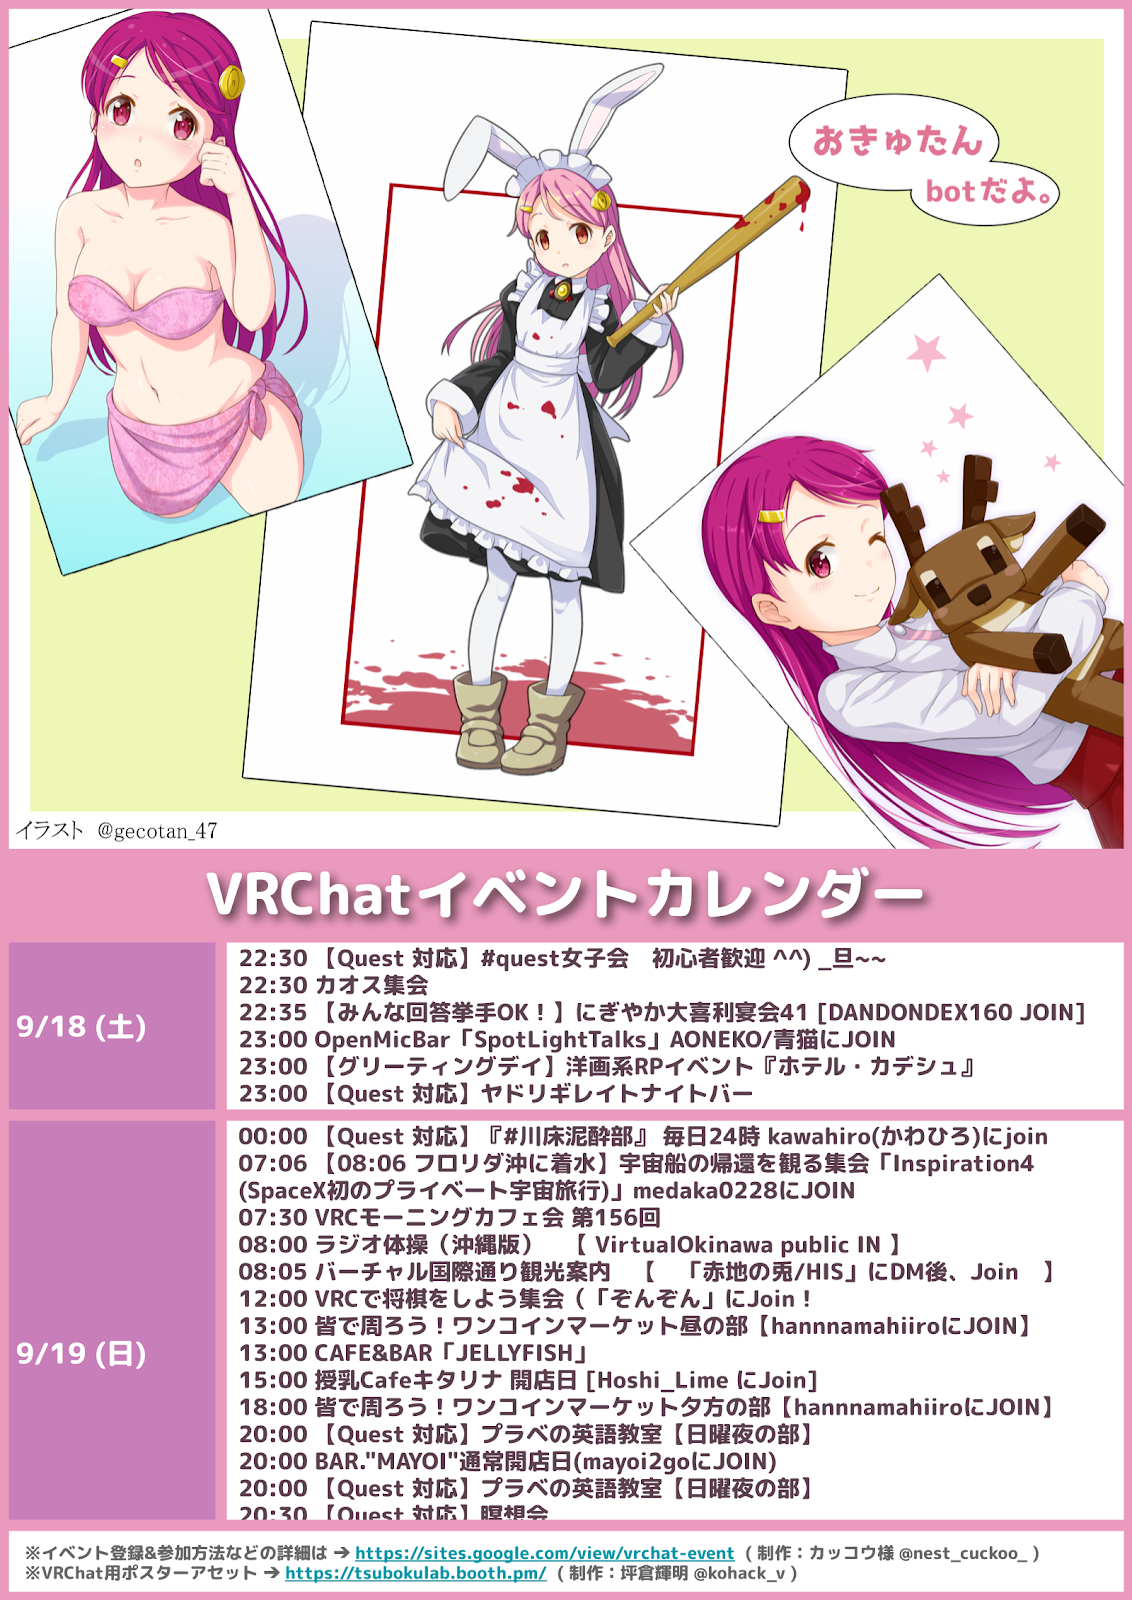 おきゅたん
botだよ。
イラスト @gecotan_47
VRChatイベントカレンダー
9/18 (土)
22:30 【Quest 対応】#quest女子会　初心者歓迎 ^^) _旦~~
22:30 カオス集会
22:35 【みんな回答挙手OK！】にぎやか大喜利宴会41 [DANDONDEX160 JOIN]
23:00 OpenMicBar「SpotLightTalks」AONEKO/青猫にJOIN
23:00 【グリーティングデイ】洋画系RPイベント『ホテル・カデシュ』
23:00 【Quest 対応】ヤドリギレイトナイトバー
9/19 (日)
00:00 【Quest 対応】『#川床泥酔部』 毎日24時 kawahiro(かわひろ)にjoin
07:06 【08:06 フロリダ沖に着水】宇宙船の帰還を観る集会「Inspiration4
(SpaceX初のプライベート宇宙旅行)」medaka0228にJOIN
07:30 VRCモーニングカフェ会 第156回
08:00 ラジオ体操（沖縄版）　【 VirtualOkinawa public IN 】
08:05 バーチャル国際通り観光案内　【　「赤地の兎/HIS」にDM後、Join　】
12:00 VRCで将棋をしよう集会（「ぞんぞん」にJoin！
13:00 皆で周ろう！ワンコインマーケット昼の部【hannnamahiiroにJOIN】
13:00 CAFE&BAR「JELLYFISH」
15:00 授乳Cafeキタリナ 開店日 [Hoshi_Lime にJoin]
18:00 皆で周ろう！ワンコインマーケット夕方の部【hannnamahiiroにJOIN】
20:00 【Quest 対応】プラベの英語教室【日曜夜の部】
20:00 BAR."MAYOI"通常開店日(mayoi2goにJOIN)
20:00 【Quest 対応】プラベの英語教室【日曜夜の部】
20:30 【Quest 対応】瞑想会
※イベント登録&参加方法などの詳細は → https://sites.google.com/view/vrchat-event ( 制作：カッコウ様 @nest_cuckoo_ )
※VRChat用ポスターアセット → https://tsubokulab.booth.pm/ ( 制作：坪倉輝明 @kohack_v )